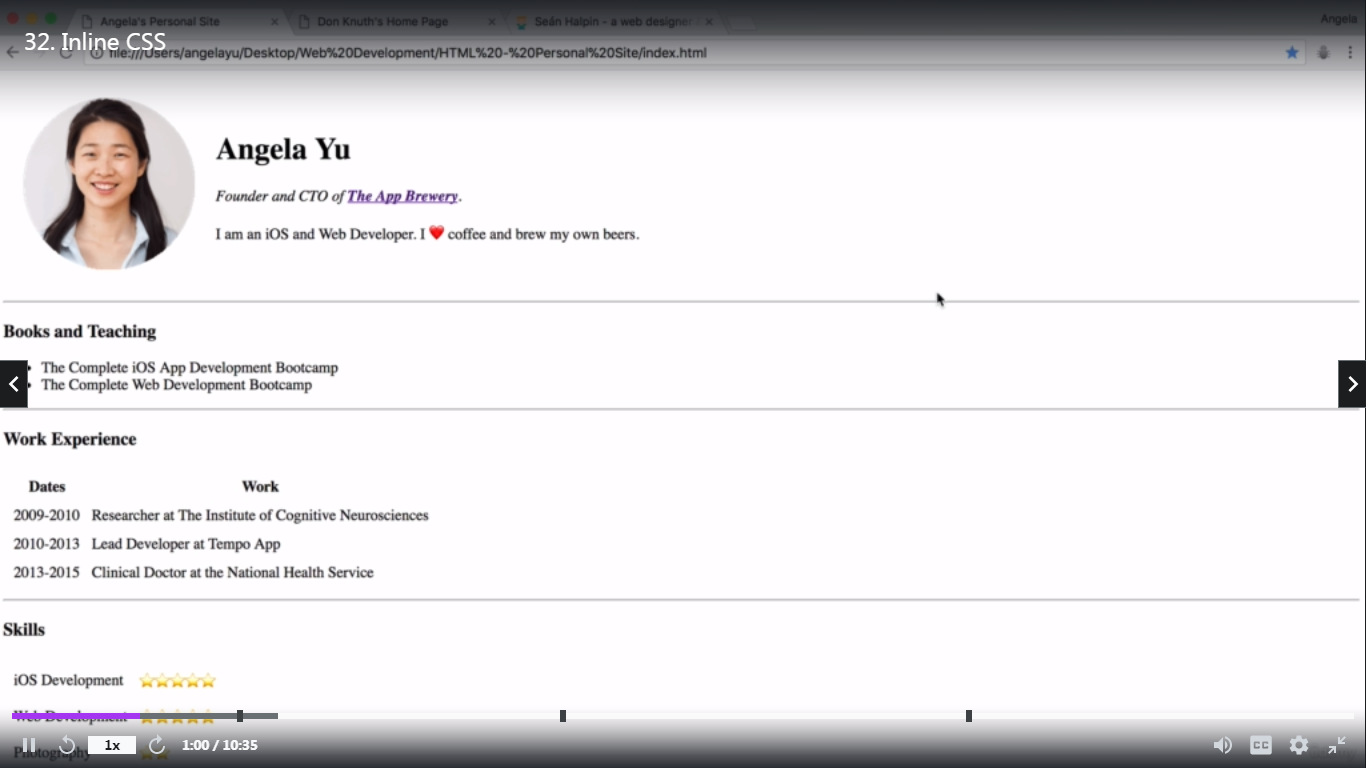 Angela's Personal Site
Don Knuth's Home Page
Seán Halpin - a web designer
Angela
32. Inline CSS
file:///Users/angelayu/Desktop/Web%20Development/HTML%20-%20Personal%20Site/index.html
Angela Yu
Founder and CTO of The App Brewery.
I am an iOS and Web Developer. I ❤️ coffee and brew my own beers.
Books and Teaching
The Complete iOS App Development Bootcamp
The Complete Web Development Bootcamp
Work Experience
Dates Work
2009-2010 Researcher at The Institute of Cognitive Neurosciences
2010-2013 Lead Developer at Tempo App
2013-2015 Clinical Doctor at the National Health Service
Skills
iOS Development ⭐⭐⭐⭐⭐
Web Development ⭐⭐⭐⭐⭐
Photography ⭐⭐
1x 1:00 / 10:35 CC